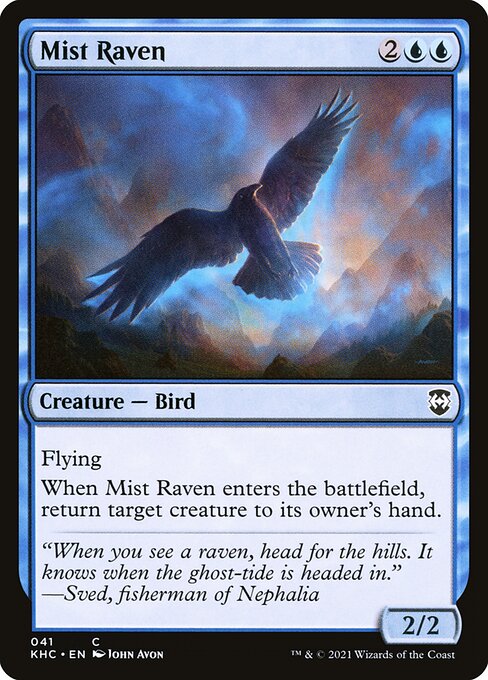 Mist Raven 2
Creature — Bird
Flying
When Mist Raven enters the battlefield,
return target creature to its owner's hand.
“When you see a raven, head for the hills. It
knows when the ghost-tide is headed in.”
—Sved, fisherman of Nephalia
2/2
041 C
KHC • EN John Avon ™ & © 2021 Wizards of the Coast